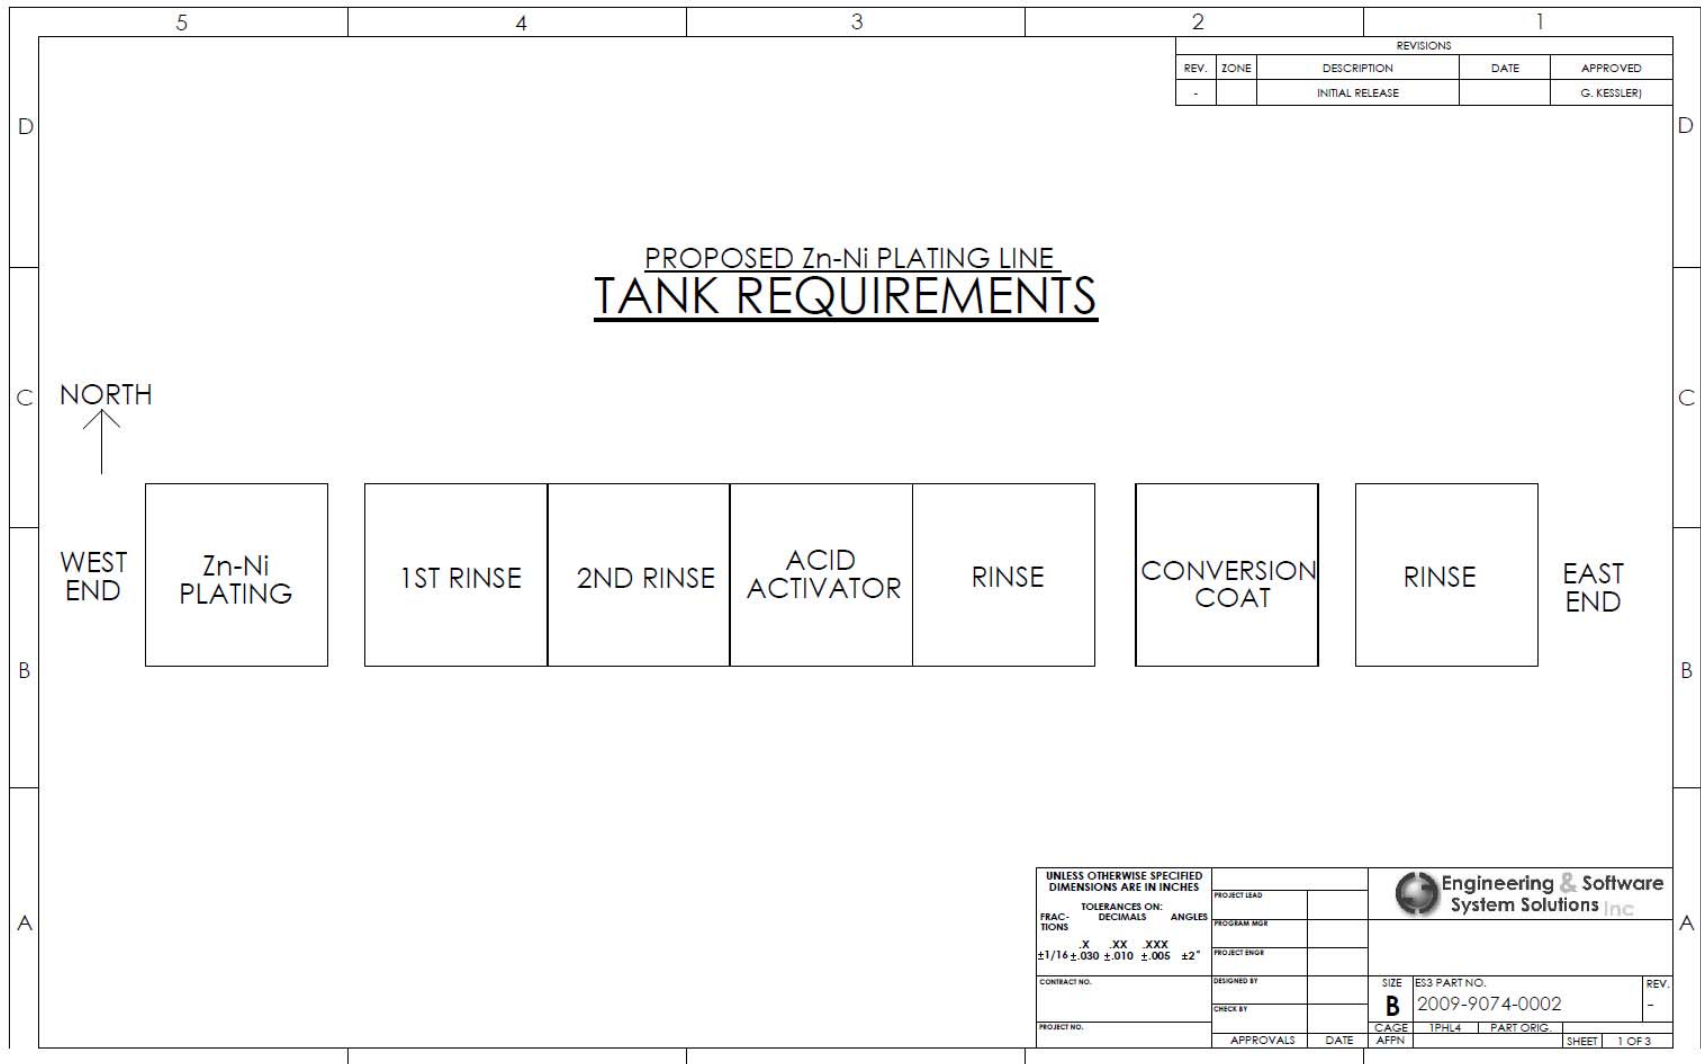 5 4 3 2 1
REVISIONS
REV. ZONE DESCRIPTION DATE APPROVED
- INITIAL RELEASE G. KESSLER)
D D
PROPOSED Zn-Ni PLATING LINE
TANK REQUIREMENTS
C C
NORTH
WEST
END
Zn-Ni
PLATING
1ST RINSE
2ND RINSE
ACID
ACTIVATOR
RINSE
CONVERSION
COAT
RINSE
EAST
END
B B
UNLESS OTHERWISE SPECIFIED
DIMENSIONS ARE IN INCHES
TOLERANCES ON:
FRAC- DECIMALS ANGLES
TIONS
.X .XX .XXX
±1/16 ±.030 ±.010 ±.005 ±2°
CONTRACT NO.
PROJECT NO.
PROJECT LEAD
PROGRAM MGR
PROJECT ENGR
DESIGNED BY
CHECK BY
APPROVALS DATE
Engineering & Software
System Solutions Inc
SIZE ES3 PART NO. REV.
B 2009-9074-0002 -
CAGE 1PHL4 PART ORIG.
AFPN SHEET 1 OF 3
A A